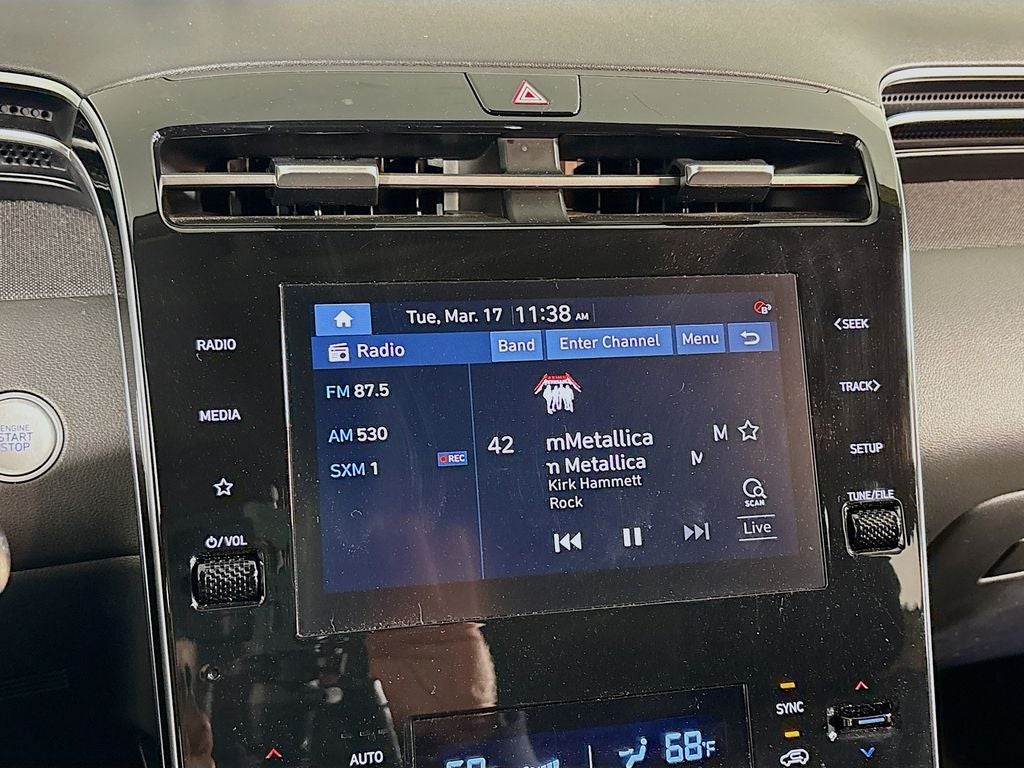 Tue, Mar. 17 11:38 AM
Radio Band Enter Channel Menu
FM 87.5
AM 530
SXM 1
REC
42 mMetallica M
m Metallica
Kirk Hammett
Rock
SCAN
Live
RADIO
MEDIA
VOL
<SEEK
TRACK>
SETUP
TUNE/FILE
ENGINE
START
STOP
AUTO
68°F
SYNC